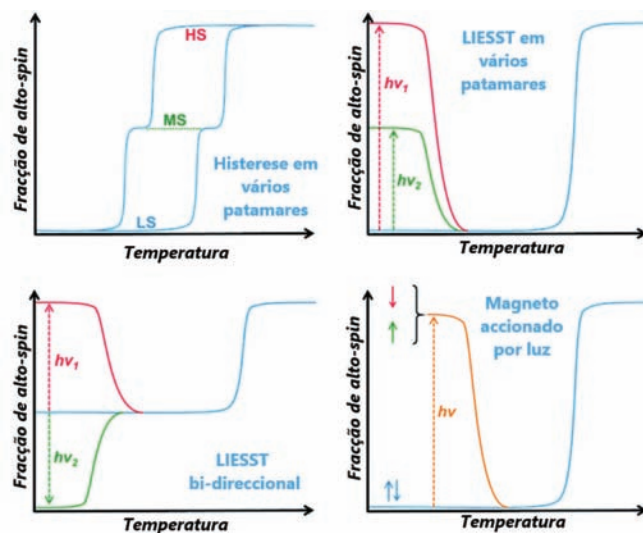 Fracção de alto-spin
HS
MS
LS
Histerese em
vários
patamares
Temperatura
Fracção de alto-spin
hν₁
hν₂
LIESST em
vários
patamares
Temperatura
Fracção de alto-spin
hν₁
hν₂
LIESST
bi-direccional
Temperatura
Fracção de alto-spin
hν
Magneto
accionado
por luz
Temperatura